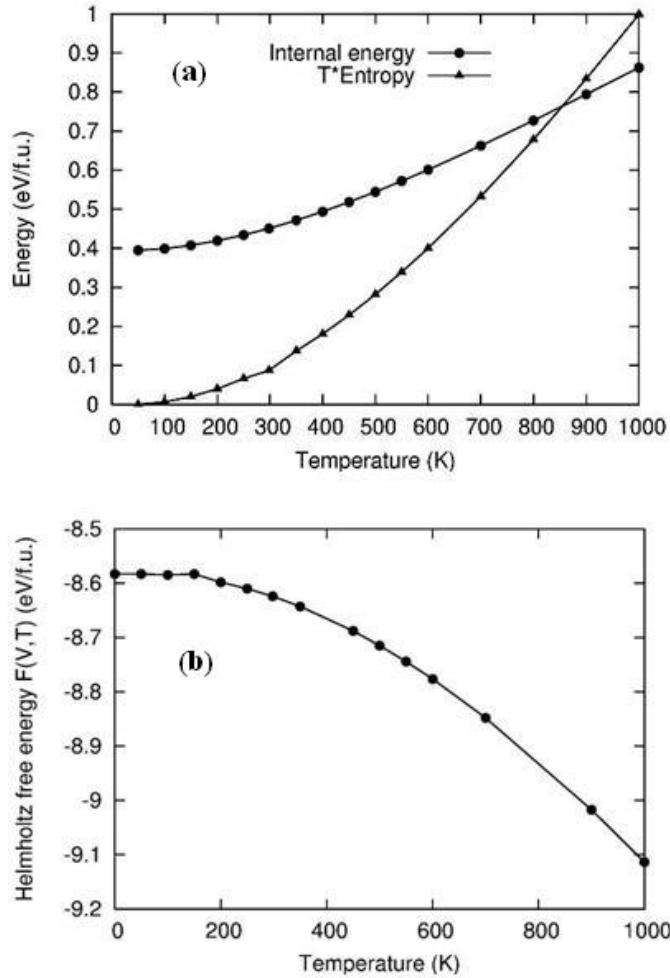 1
0.9
0.8
0.7
0.6
0.5
0.4
0.3
0.2
0.1
0
Energy (eV/f.u.)
(a)
Internal energy
T*Entropy
0 100 200 300 400 500 600 700 800 900 1000
Temperature (K)
-8.5
-8.6
-8.7
-8.8
-8.9
-9
-9.1
-9.2
Helmholtz free energy F(V,T) (eV/f.u.)
(b)
0 200 400 600 800 1000
Temperature (K)